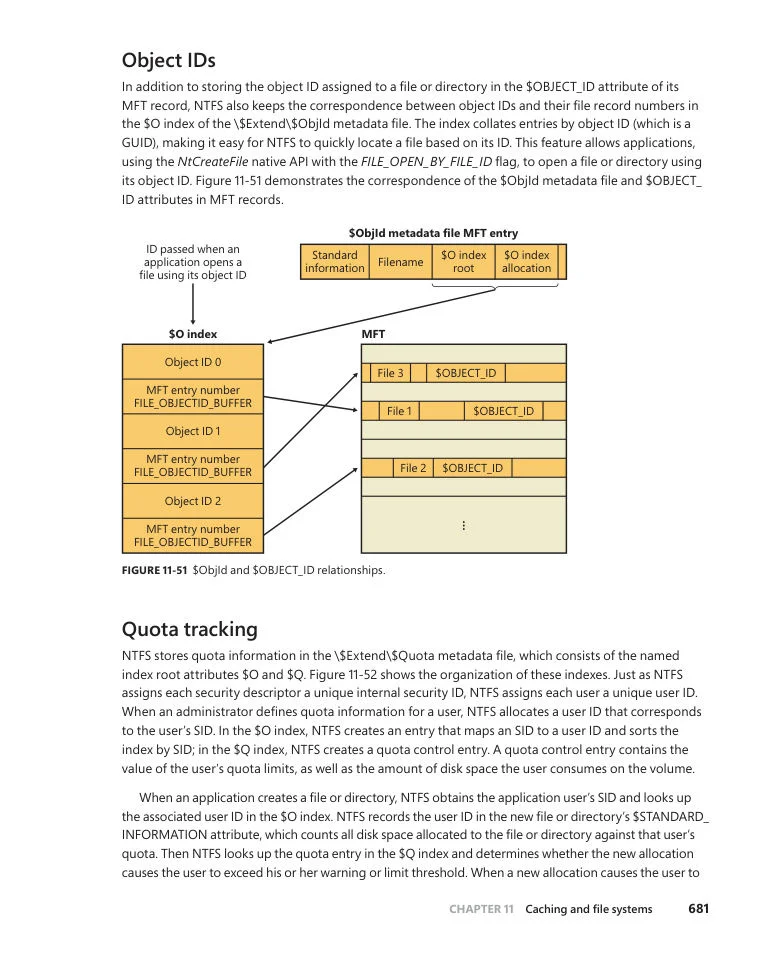 Object IDs
In addition to storing the object ID assigned to a file or directory in the $OBJECT_ID attribute of its
MFT record, NTFS also keeps the correspondence between object IDs and their file record numbers in
the $O index of the \$Extend\$ObjId metadata file. The index collates entries by object ID (which is a
GUID), making it easy for NTFS to quickly locate a file based on its ID. This feature allows applications,
using the NtCreateFile native API with the FILE_OPEN_BY_FILE_ID flag, to open a file or directory using
its object ID. Figure 11-51 demonstrates the correspondence of the $ObjId metadata file and $OBJECT_
ID attributes in MFT records.
$ObjId metadata file MFT entry
ID passed when an
application opens a
file using its object ID
Standard
information
Filename
$O index
root
$O index
allocation
$O index
MFT
Object ID 0
MFT entry number
FILE_OBJECTID_BUFFER
Object ID 1
MFT entry number
FILE_OBJECTID_BUFFER
Object ID 2
MFT entry number
FILE_OBJECTID_BUFFER
File 3
$OBJECT_ID
File 1
$OBJECT_ID
File 2
$OBJECT_ID
...
FIGURE 11-51 $ObjId and $OBJECT_ID relationships.
Quota tracking
NTFS stores quota information in the \$Extend\$Quota metadata file, which consists of the named
index root attributes $O and $Q. Figure 11-52 shows the organization of these indexes. Just as NTFS
assigns each security descriptor a unique internal security ID, NTFS assigns each user a unique user ID.
When an administrator defines quota information for a user, NTFS allocates a user ID that corresponds
to the user's SID. In the $O index, NTFS creates an entry that maps an SID to a user ID and sorts the
index by SID; in the $Q index, NTFS creates a quota control entry. A quota control entry contains the
value of the user's quota limits, as well as the amount of disk space the user consumes on the volume.
When an application creates a file or directory, NTFS obtains the application user's SID and looks up
the associated user ID in the $O index. NTFS records the user ID in the new file or directory's $STANDARD_
INFORMATION attribute, which counts all disk space allocated to the file or directory against that user's
quota. Then NTFS looks up the quota entry in the $Q index and determines whether the new allocation
causes the user to exceed his or her warning or limit threshold. When a new allocation causes the user to
CHAPTER 11 Caching and file systems 681